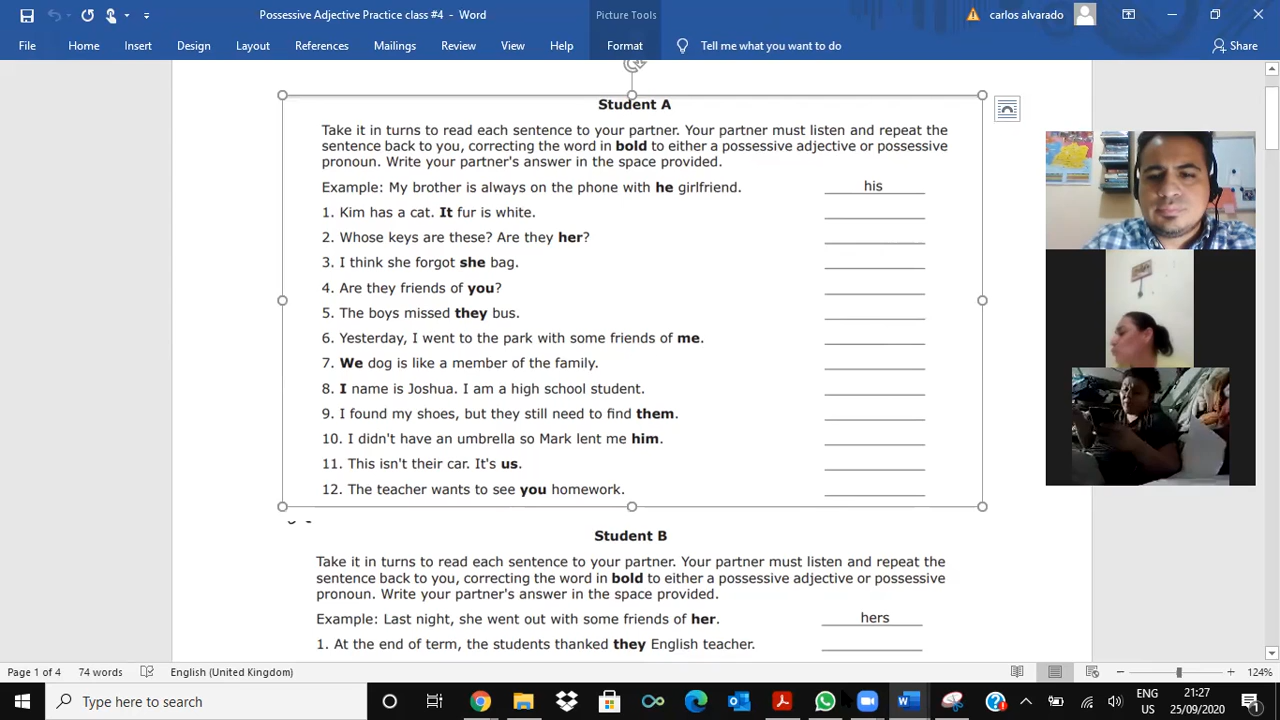 Possessive Adjective Practice class #4 - Word
Picture Tools
carlos alvarado
File Home Insert Design Layout References Mailings Review View Help Format Tell me what you want to do Share
Student A
Take it in turns to read each sentence to your partner. Your partner must listen and repeat the
sentence back to you, correcting the word in bold to either a possessive adjective or possessive
pronoun. Write your partner's answer in the space provided.
Example: My brother is always on the phone with he girlfriend. his
1. Kim has a cat. It fur is white.
2. Whose keys are these? Are they her?
3. I think she forgot she bag.
4. Are they friends of you?
5. The boys missed they bus.
6. Yesterday, I went to the park with some friends of me.
7. We dog is like a member of the family.
8. I name is Joshua. I am a high school student.
9. I found my shoes, but they still need to find them.
10. I didn't have an umbrella so Mark lent me him.
11. This isn't their car. It's us.
12. The teacher wants to see you homework.
Student B
Take it in turns to read each sentence to your partner. Your partner must listen and repeat the
sentence back to you, correcting the word in bold to either a possessive adjective or possessive
pronoun. Write your partner's answer in the space provided.
Example: Last night, she went out with some friends of her. hers
1. At the end of term, the students thanked they English teacher.
Page 1 of 4 74 words English (United Kingdom) 124%
Type here to search
ENG 21:27
US 25/09/2020 1